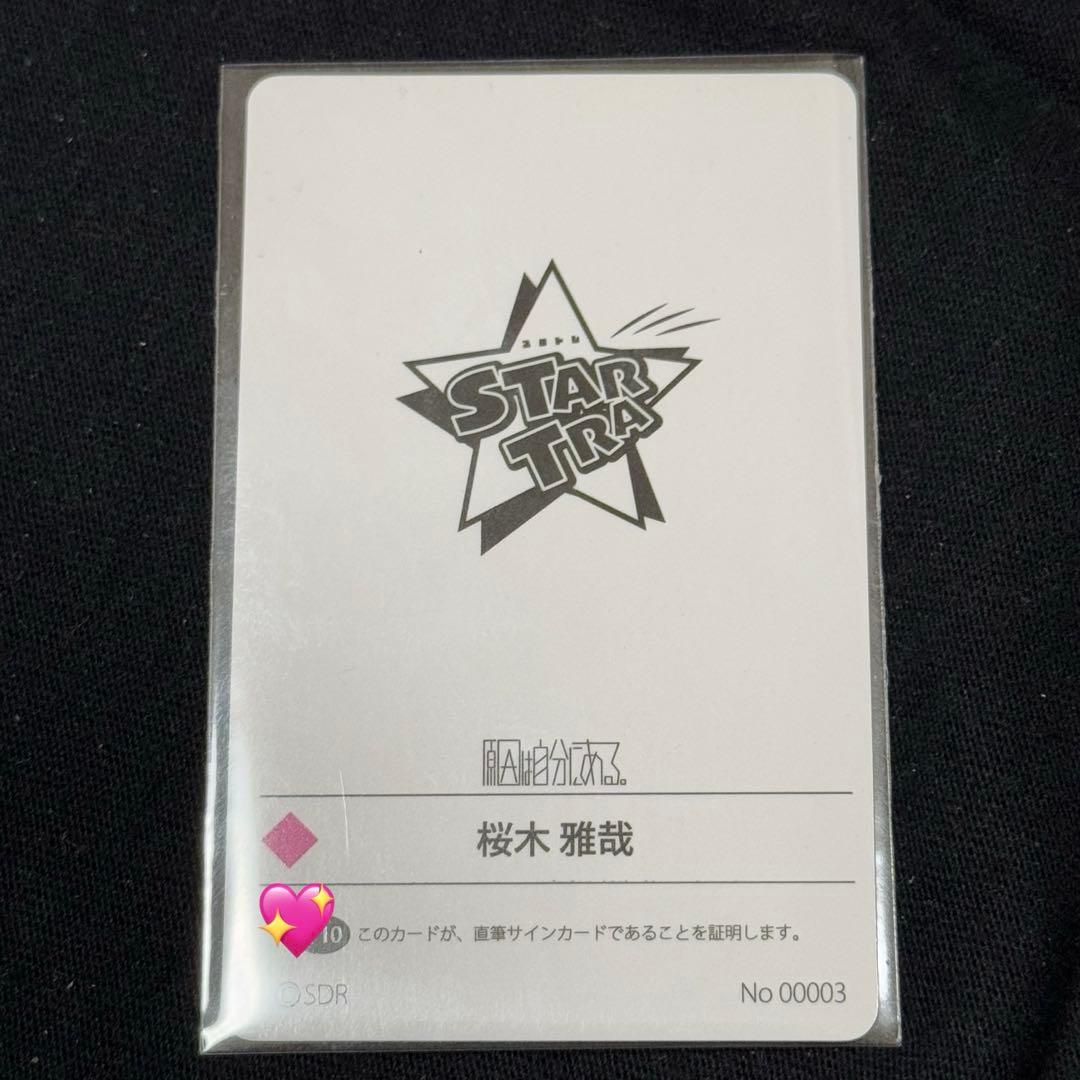 スタトレ
STAR
TRA
原因は自分にある。
桜木 雅哉
10 このカードが、直筆サインカードであることを証明します。
©SDR
No 00003